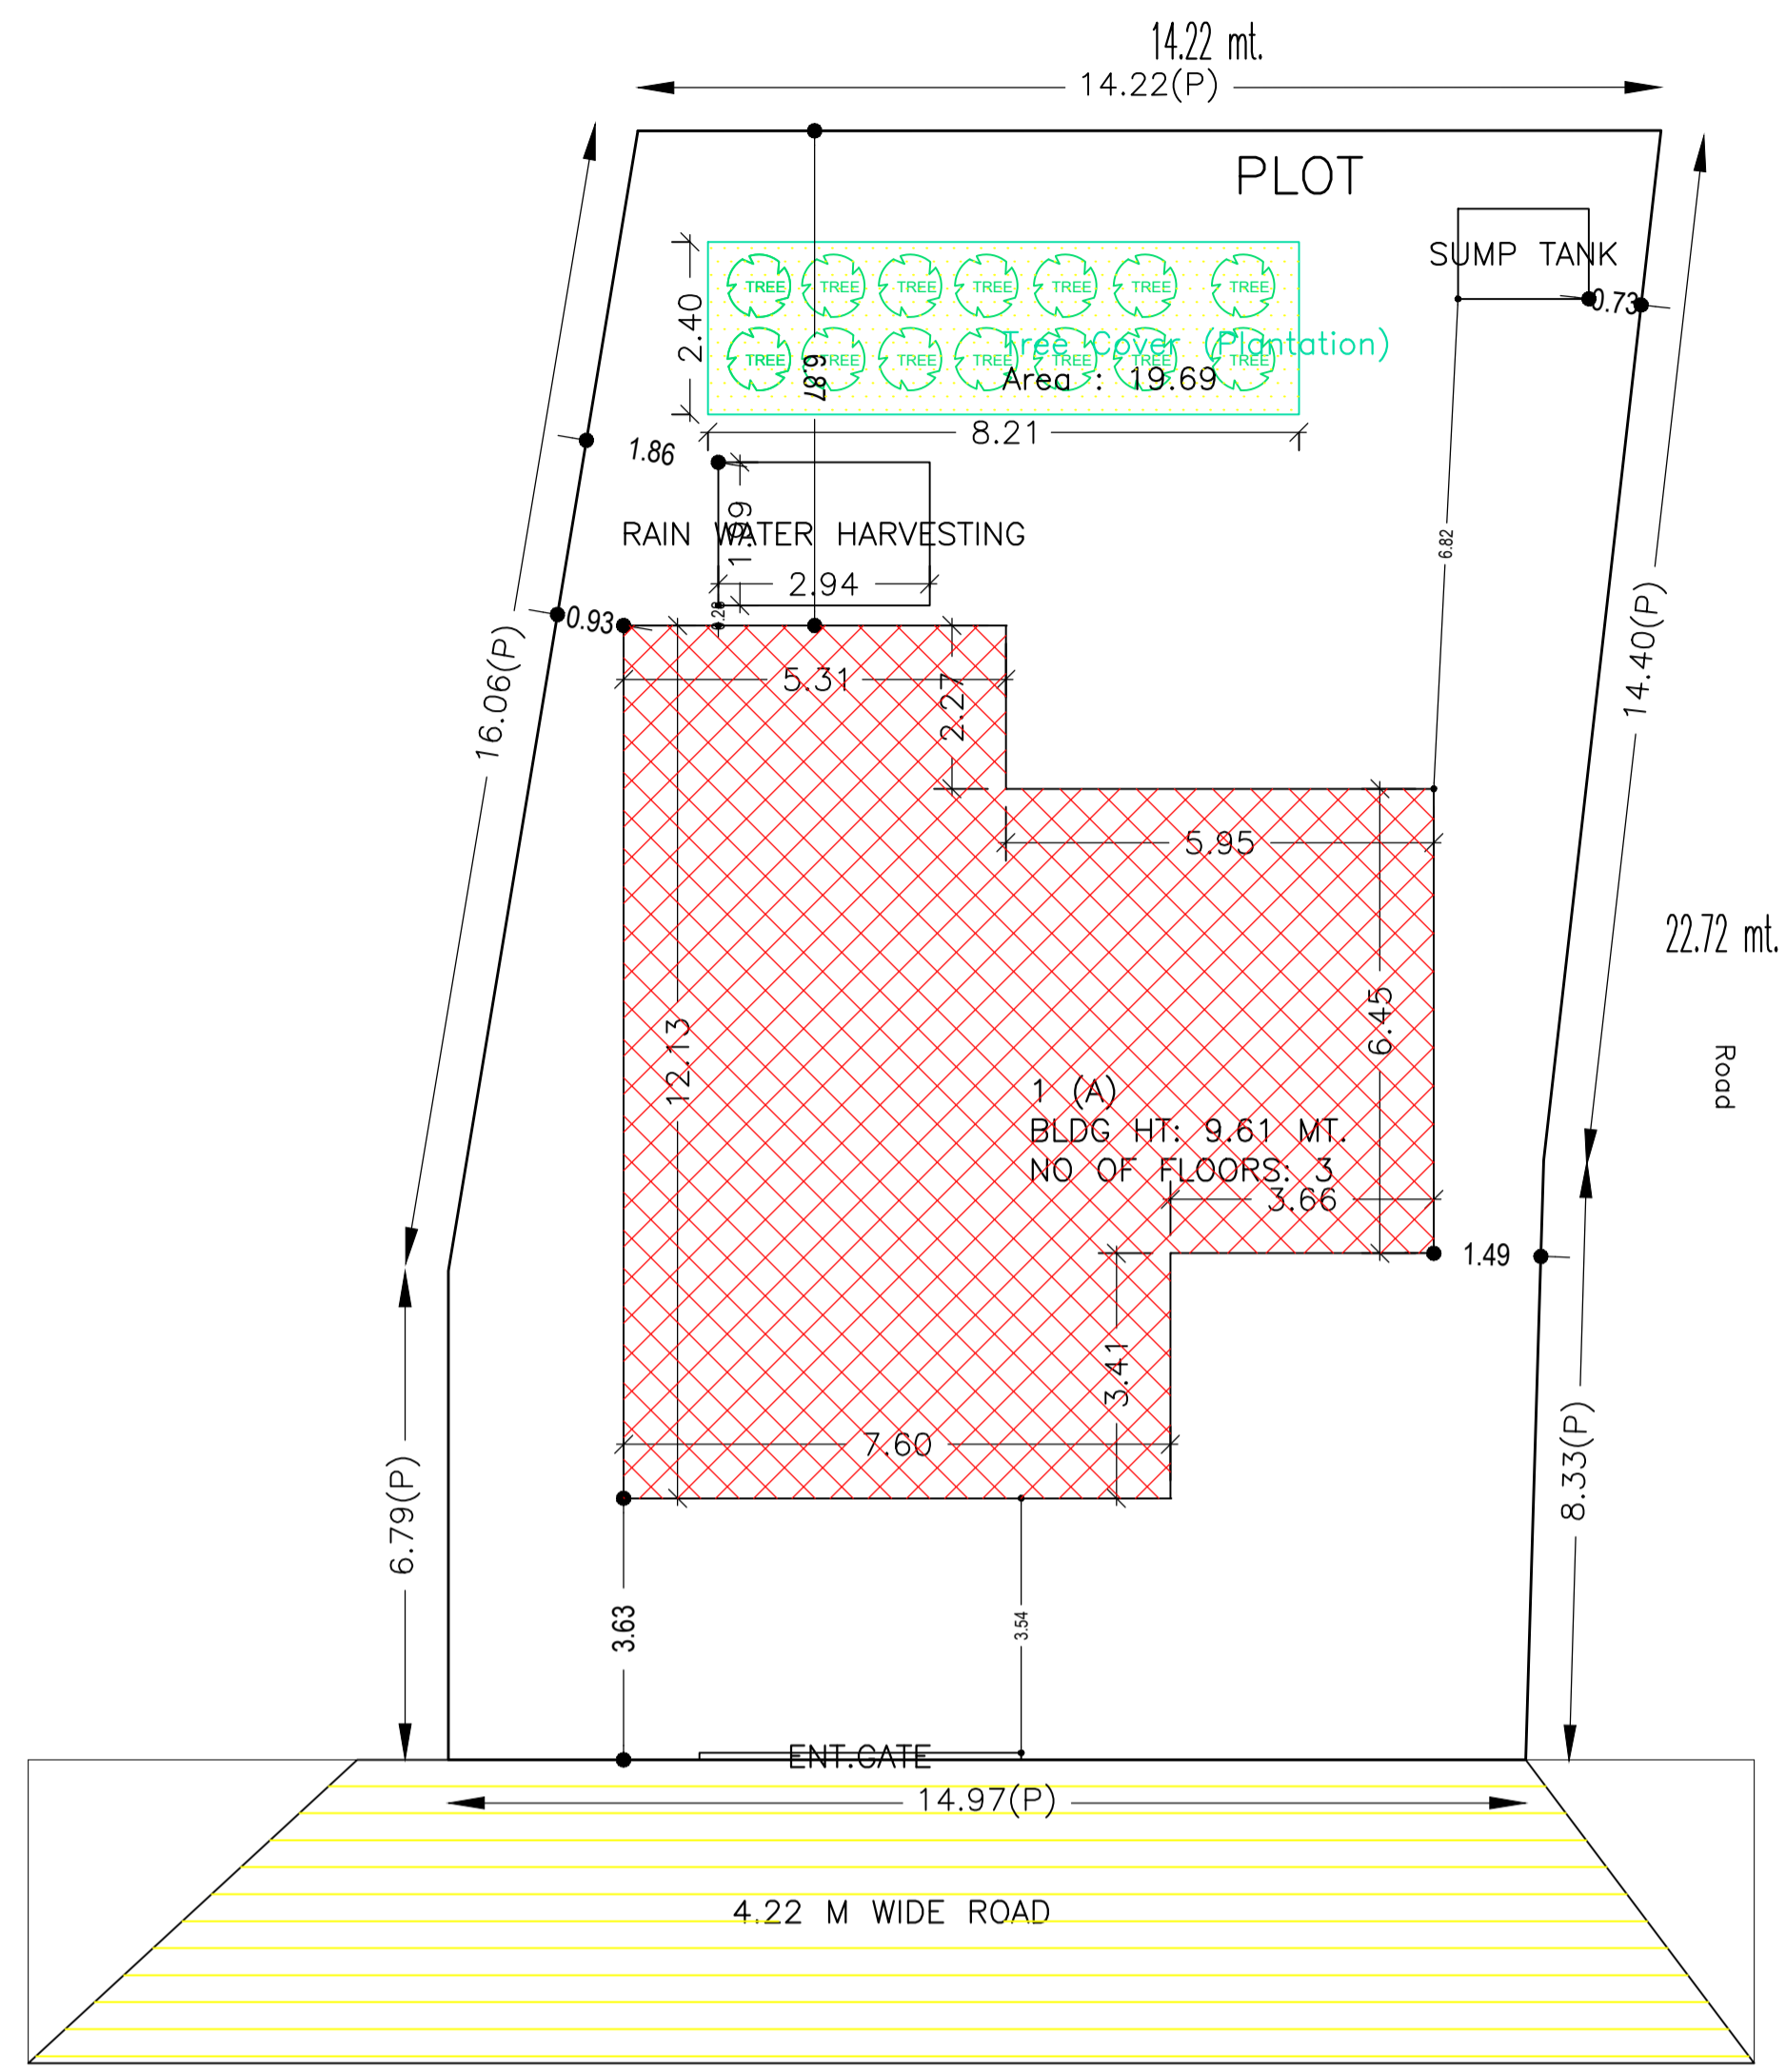 14.22 mt.
14.22(P)
PLOT
SUMP TANK
0.73
TREE TREE TREE TREE TREE TREE TREE
TREE TREE TREE TREE TREE TREE TREE
Tree Cover (Plantation)
Area : 19.69
2.40
6.87
8.21
1.86
1.99
RAIN WATER HARVESTING
2.94
0.28
0.93
6.82
16.06(P)
14.40(P)
5.31
2.27
5.95
22.72 mt.
Road
12.13
6.45
1 (A)
BLDG HT: 9.61 MT.
NO OF FLOORS: 3
3.66
1.49
3.41
7.60
6.79(P)
8.33(P)
3.63
3.54
ENT.GATE
14.97(P)
4.22 M WIDE ROAD